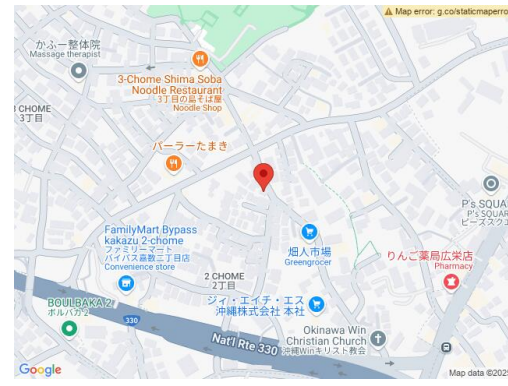 Map error: g.co/staticmaperro
かふー整体院
Massage therapist
3-Chome Shima Soba
Noodle Restaurant
3丁目の島そば屋
Noodle Shop
3 CHOME
3丁目
パーラーたまき
P's SQUA
P's SQUAR
ピーズスクエ
FamilyMart Bypass
kakazu 2-chome
ファミリーマート
バイパス嘉数二丁目店
Convenience store
畑人市場
Greengrocer
りんご薬局広栄店
Pharmacy
2 CHOME
2丁目
BOULBAKA 2
ボルバカ2
330
ジィ・エイチ・エス
沖縄株式会社 本社
Nat'l Rte 330
Okinawa Win
Christian Church
沖縄Winキリスト教会
Google
Map data ©2025